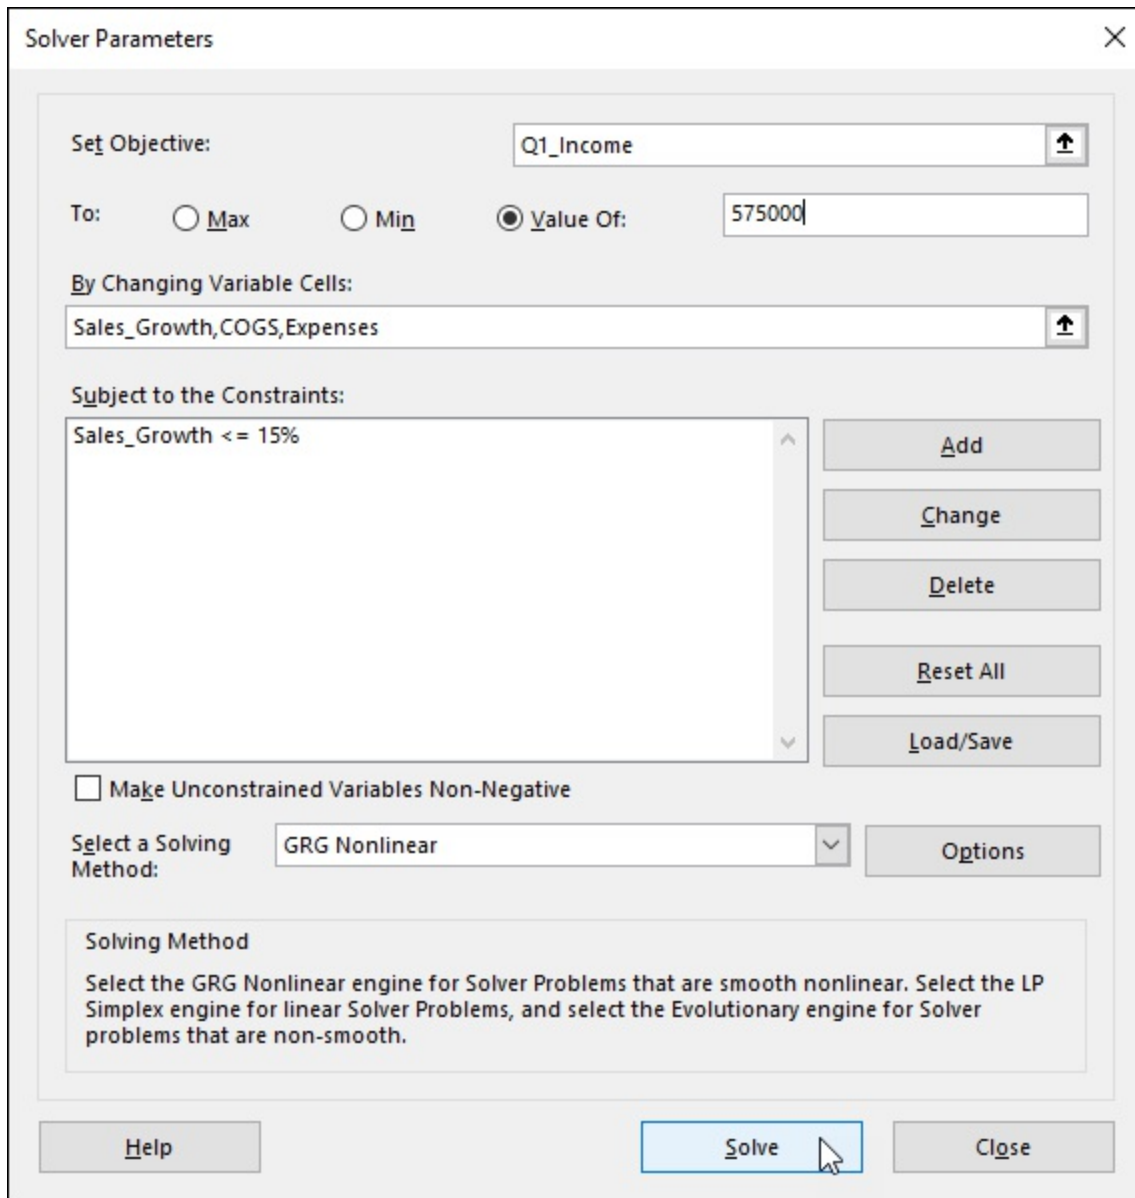 Solver Parameters
Set Objective:
Q1_Income
To:
Max
Min
Value Of:
575000
By Changing Variable Cells:
Sales_Growth,COGS,Expenses
Subject to the Constraints:
Sales_Growth <= 15%
Add
Change
Delete
Reset All
Load/Save
Make Unconstrained Variables Non-Negative
Select a Solving
Method:
GRG Nonlinear
Options
Solving Method
Select the GRG Nonlinear engine for Solver Problems that are smooth nonlinear. Select the LP
Simplex engine for linear Solver Problems, and select the Evolutionary engine for Solver
problems that are non-smooth.
Help
Solve
Close